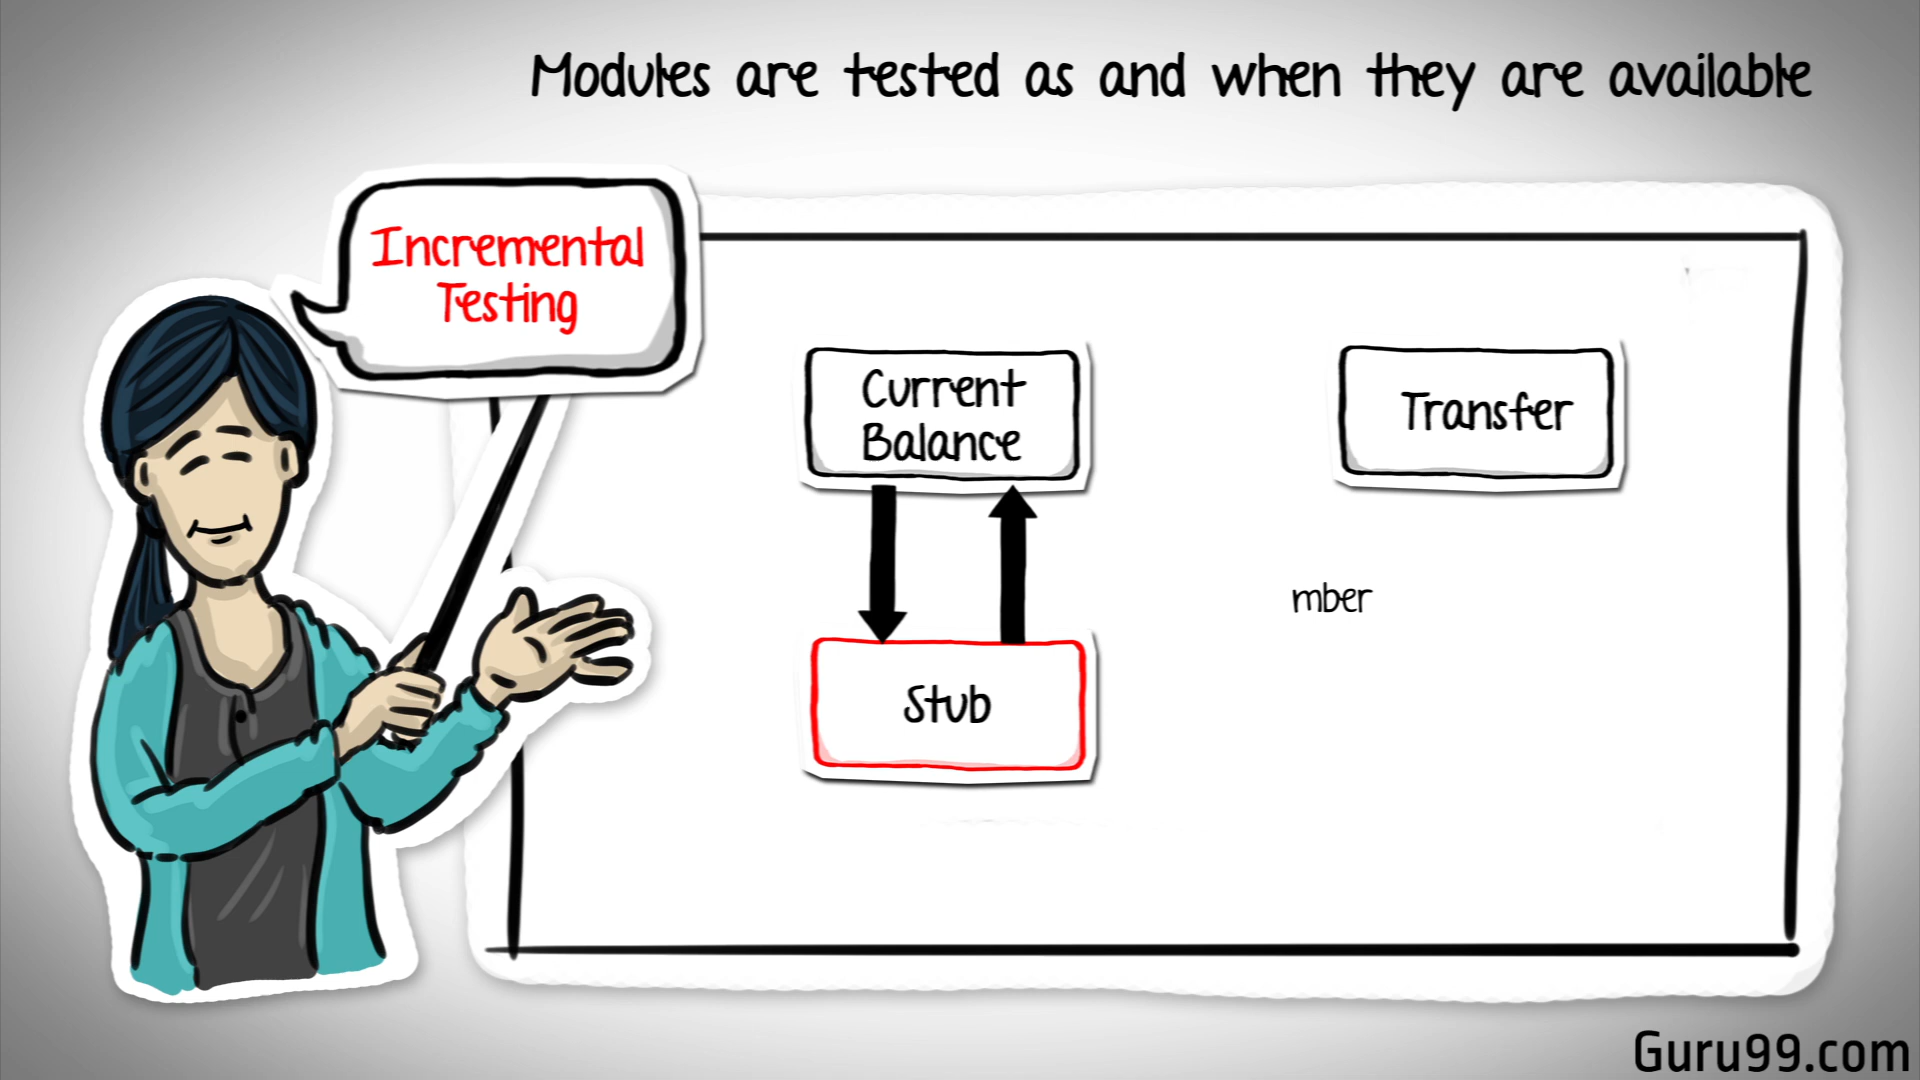 Modules are tested as and when they are available
Incremental
Testing
Current
Balance
Transfer
mber
Stub
Guru99.com